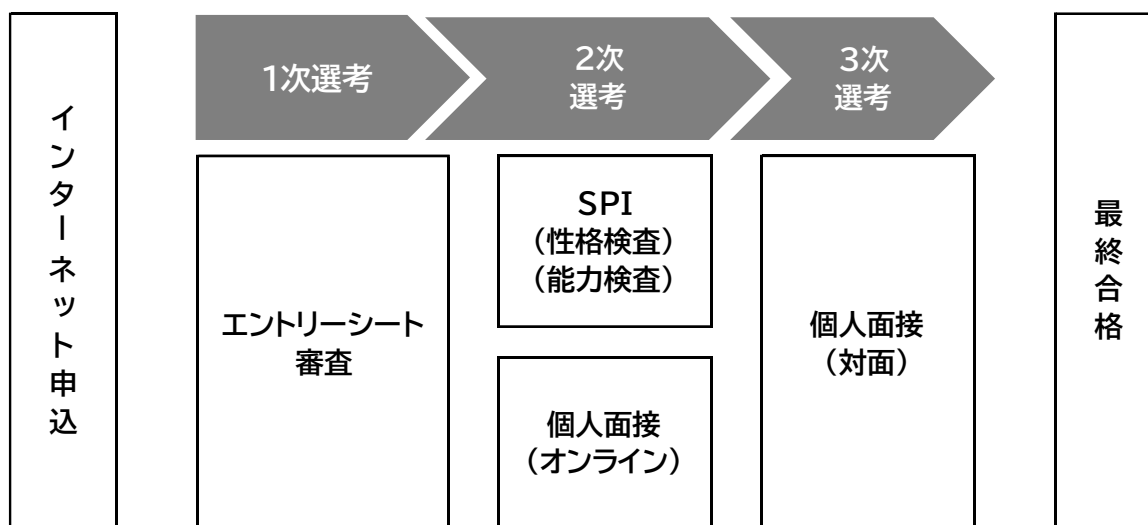 インターネット申込
1次選考
2次
選考
3次
選考
エントリーシート
審査
SPI
（性格検査）
（能力検査）
個人面接
（オンライン）
個人面接
（対面）
最終合格